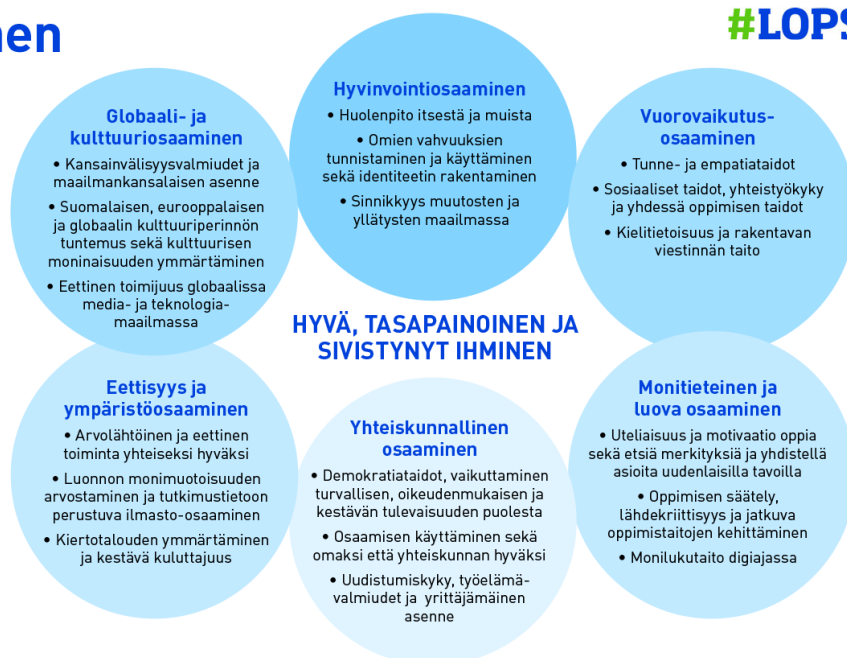 nen
#LOPS
Hyvinvointiosaaminen
• Huolenpito itsestä ja muista
• Omien vahvuuksien
tunnistaminen ja käyttäminen
sekä identiteetin rakentaminen
• Sinnikkyys muutosten ja
yllätysten maailmassa
Globaali- ja
kulttuuriosaaminen
• Kansainvälisyysvalmiudet ja
maailmankansalaisen asenne
• Suomalaisen, eurooppalaisen
ja globaalin kulttuuriperinnön
tuntemus sekä kulttuurisen
moninaisuuden ymmärtäminen
• Eettinen toimijuus globaalissa
media- ja teknologia-
maailmassa
Vuorovaikutus-
osaaminen
• Tunne- ja empatiataidot
• Sosiaaliset taidot, yhteistyökyky
ja yhdessä oppimisen taidot
• Kielitietoisuus ja rakentavan
viestinnän taito
HYVÄ, TASAPAINOINEN JA
SIVISTYNYT IHMINEN
Eettisyys ja
ympäristöosaaminen
• Arvolähtöinen ja eettinen
toiminta yhteiseksi hyväksi
• Luonnon monimuotoisuuden
arvostaminen ja tutkimustietoon
perustuva ilmasto-osaaminen
• Kiertotalouden ymmärtäminen
ja kestävä kuluttajuus
Yhteiskunnallinen
osaaminen
• Demokratiataidot, vaikuttaminen
turvallisen, oikeudenmukaisen ja
kestävän tulevaisuuden puolesta
• Osaamisen käyttäminen sekä
omaksi että yhteiskunnan hyväksi
• Uudistumiskyky, työelämä-
valmiudet ja yrittäjämäinen
asenne
Monitieteinen ja
luova osaaminen
• Uteliaisuus ja motivaatio oppia
sekä etsiä merkityksiä ja yhdistellä
asioita uudenlaisilla tavoilla
• Oppimisen säätely,
lähdekriittisyys ja jatkuva
oppimistaitojen kehittäminen
• Monilukutaito digiajassa